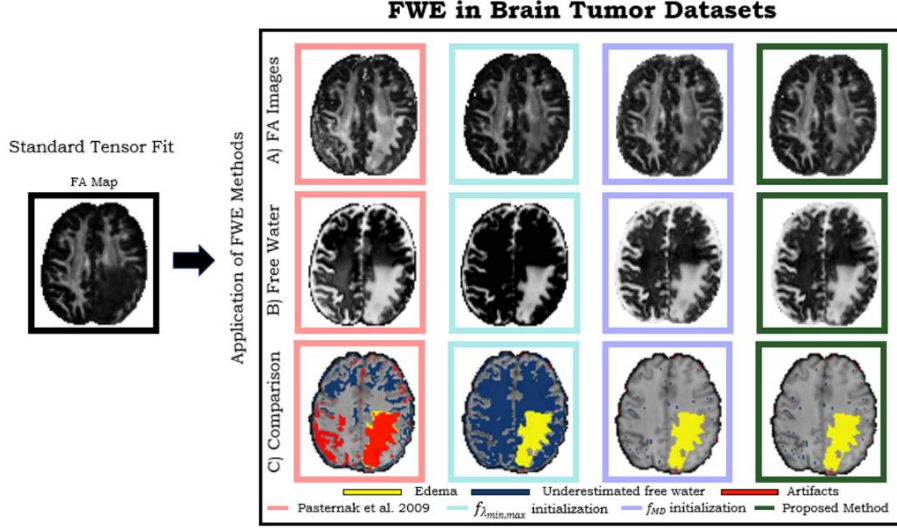 FWE in Brain Tumor Datasets
Standard Tensor Fit
FA Map
Application of FWE Methods
A) FA Images
B) Free Water
C) Comparison
Edema Underestimated free water Artifacts
Pasternak et al. 2009 fλmin,max initialization fMD initialization Proposed Method